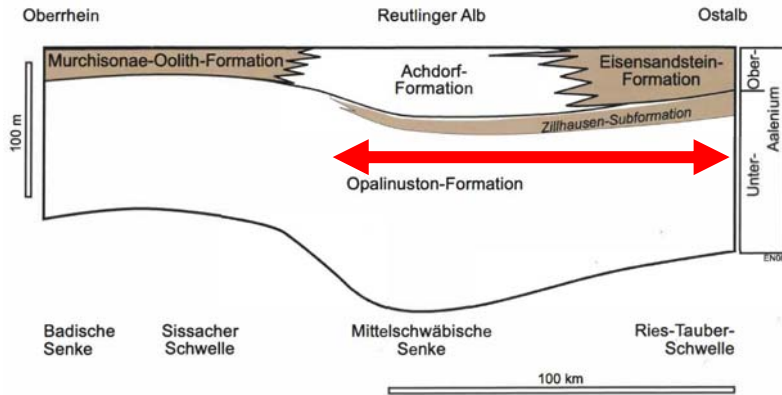 Oberrhein Reutlinger Alb Ostalb
Murchisonae-Oolith-Formation
Achdorf-
Formation
Eisensandstein-
Formation
Zillhausen-Subformation
Opalinuston-Formation
100 m
Ober-
Unter-
Aalenium
Badische
Senke
Sissacher
Schwelle
Mittelschwäbische
Senke
Ries-Tauber-
Schwelle
100 km